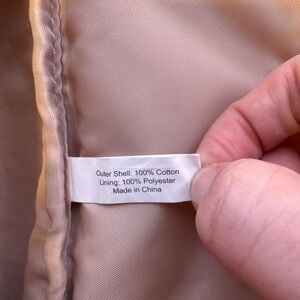 Outer Shell: 100% Cotton
Lining: 100% Polyester
Made in China